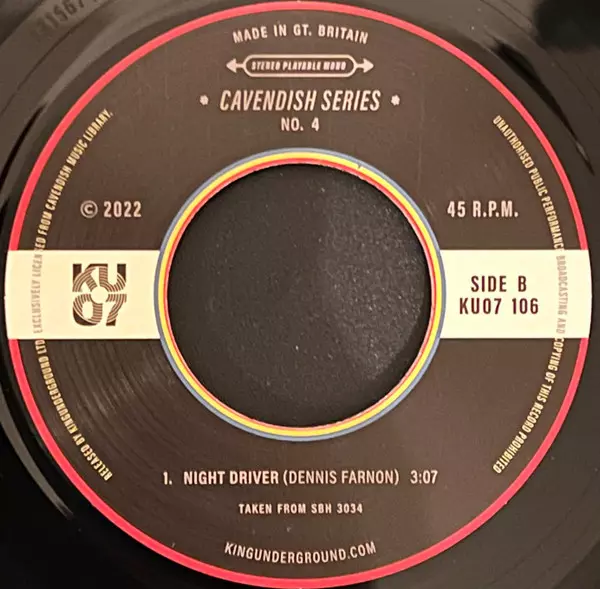 MADE IN GT. BRITAIN
STEREO PLAYABLE MONO
* CAVENDISH SERIES *
NO. 4
© 2022
45 R.P.M.
KU
07
SIDE B
KU07 106
RELEASED BY KINGUNDERGROUND LTD EXCLUSIVELY LICENSED FROM CAVENDISH MUSIC LIBRARY.
UNAUTHORISED PUBLIC PERFORMANCE BROADCASTING AND COPYING OF THIS RECORD PROHIBITED
1. NIGHT DRIVER (DENNIS FARNON) 3:07
TAKEN FROM SBH 3034
KINGUNDERGROUND.COM